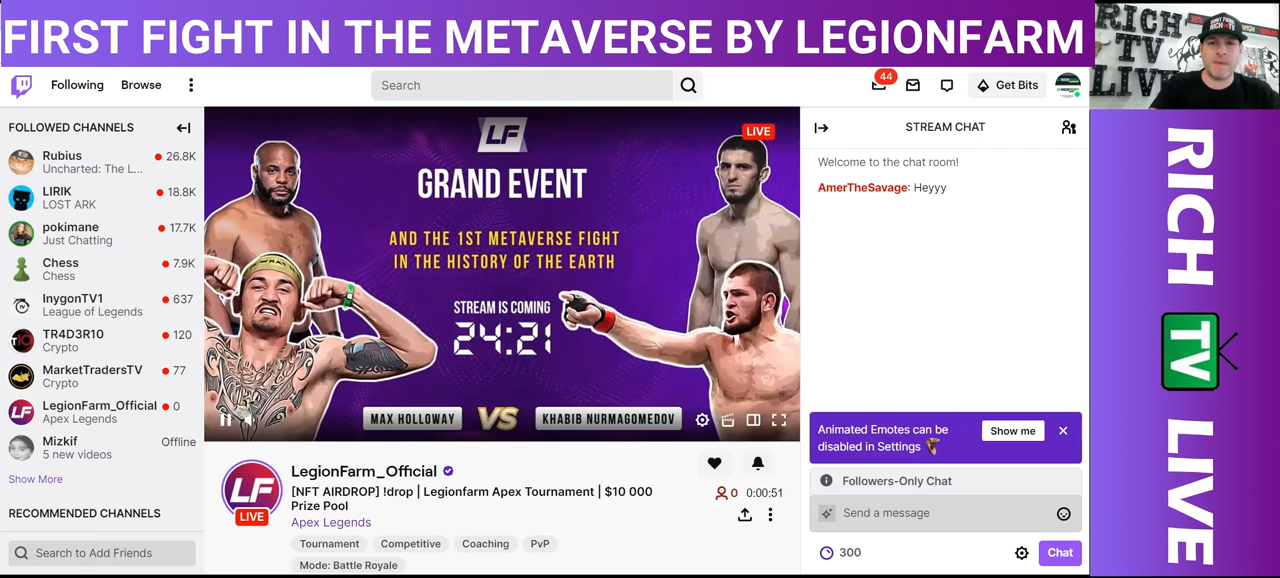 FIRST FIGHT IN THE METAVERSE BY LEGIONFARM
RICH
TV
LIVE
Following
Browse
Search
44
Get Bits
FOLLOWED CHANNELS
Rubius
26.8K
Uncharted: The L...
LIRIK
18.8K
LOST ARK
pokimane
17.7K
Just Chatting
Chess
7.9K
Chess
InygonTV1
637
League of Legends
TR4D3R10
120
Crypto
MarketTradersTV
77
Crypto
LegionFarm_Official
0
Apex Legends
Mizkif
Offline
5 new videos
Show More
RECOMMENDED CHANNELS
Search to Add Friends
LF
LIVE
GRAND EVENT
AND THE 1ST METAVERSE FIGHT
IN THE HISTORY OF THE EARTH
STREAM IS COMING
24:21
MAX HOLLOWAY
VS
KHABIB NURMAGOMEDOV
LF
LIVE
LegionFarm_Official
[NFT AIRDROP] !drop | Legionfarm Apex Tournament | $10 000
Prize Pool
Apex Legends
0
0:00:51
Tournament
Competitive
Coaching
PvP
Mode: Battle Royale
STREAM CHAT
Welcome to the chat room!
AmerTheSavage: Heyyy
Animated Emotes can be
disabled in Settings
Show me
Followers-Only Chat
Send a message
300
Chat
RICH
TV
LIVE